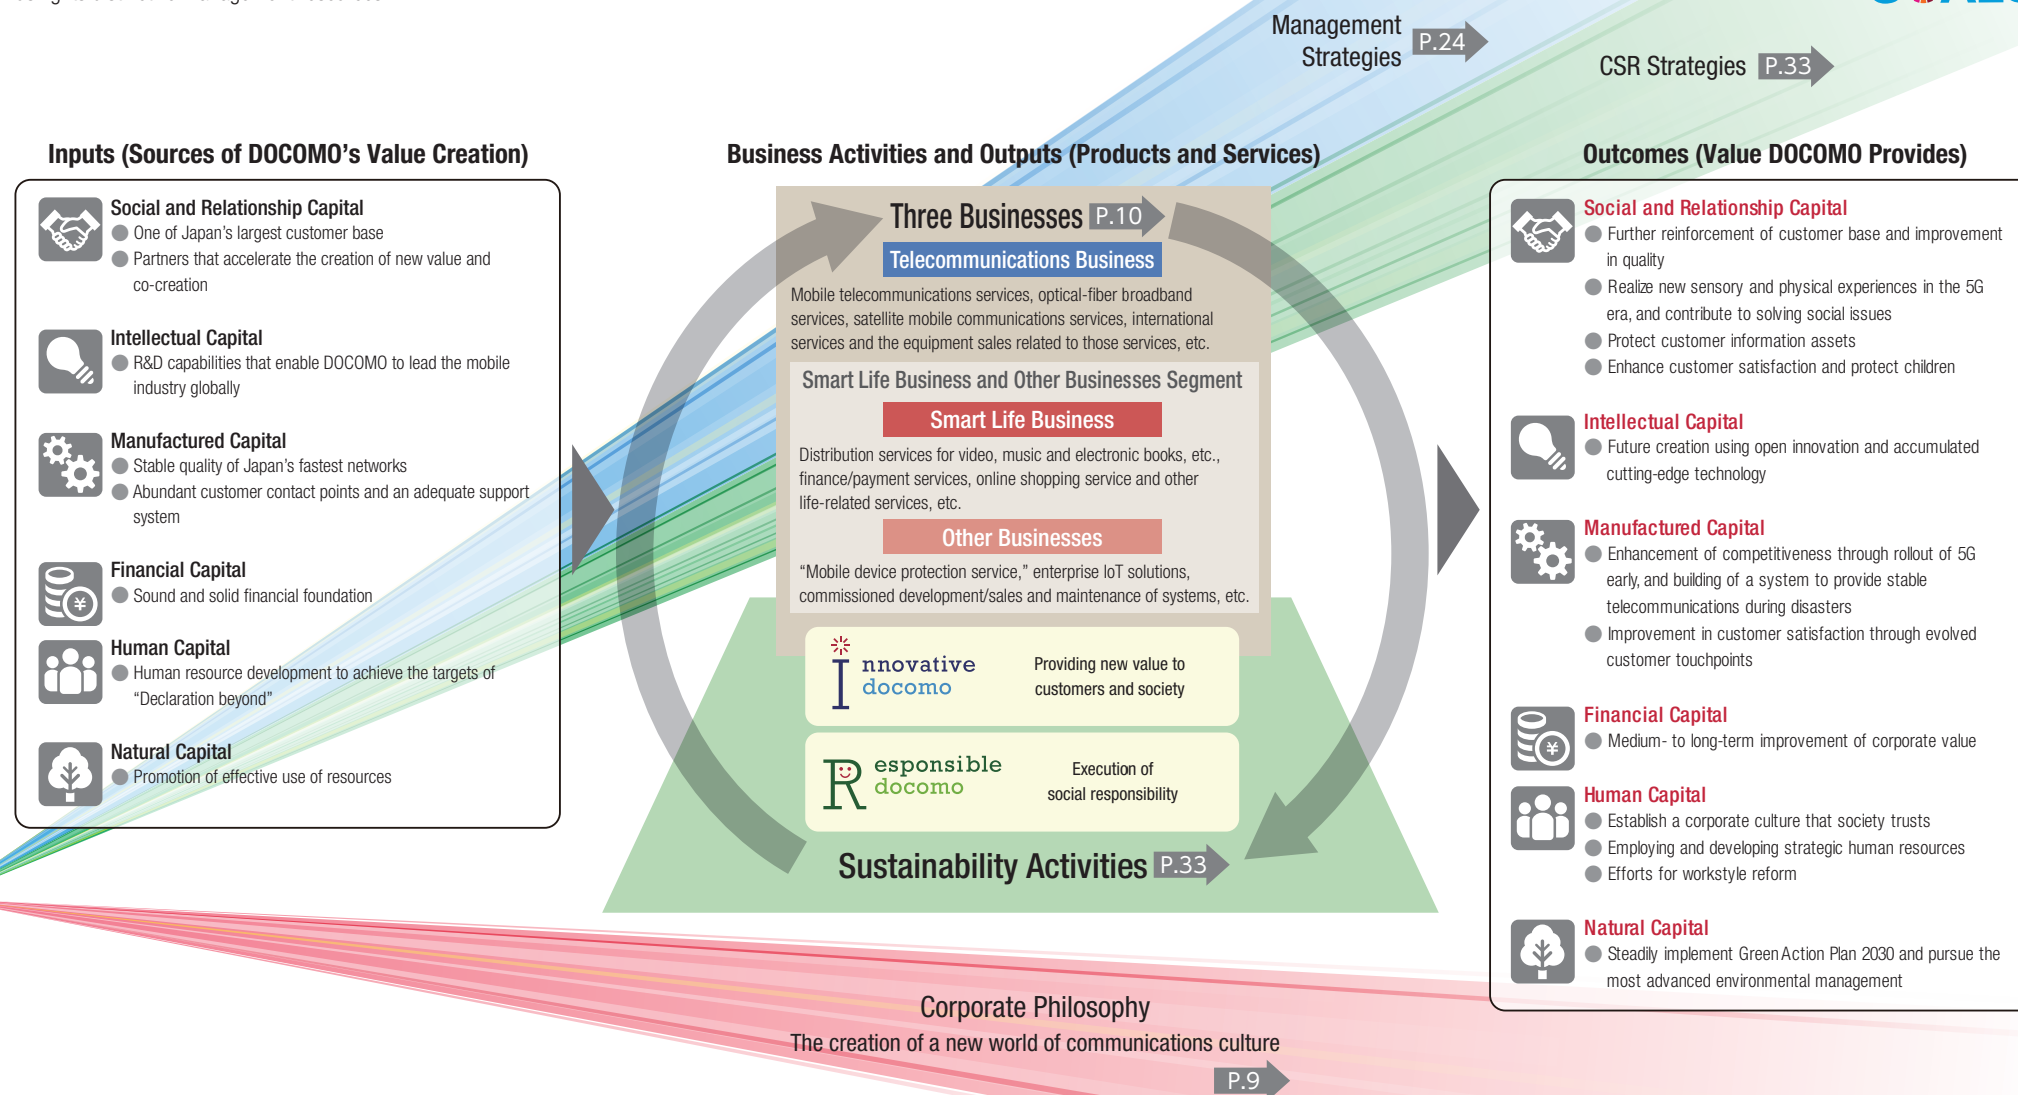 Management
Strategies
P.24
CSR Strategies P.33
Inputs (Sources of DOCOMO’s Value Creation)
Social and Relationship Capital
● One of Japan’s largest customer base
● Partners that accelerate the creation of new value and
co-creation
Intellectual Capital
● R&D capabilities that enable DOCOMO to lead the mobile
industry globally
Manufactured Capital
● Stable quality of Japan’s fastest networks
● Abundant customer contact points and an adequate support
system
Financial Capital
● Sound and solid financial foundation
Human Capital
● Human resource development to achieve the targets of
“Declaration beyond”
Natural Capital
● Promotion of effective use of resources
Business Activities and Outputs (Products and Services)
Three Businesses P.10
Telecommunications Business
Mobile telecommunications services, optical-fiber broadband
services, satellite mobile communications services, international
services and the equipment sales related to those services, etc.
Smart Life Business and Other Businesses Segment
Smart Life Business
Distribution services for video, music and electronic books, etc.,
finance/payment services, online shopping service and other
life-related services, etc.
Other Businesses
“Mobile device protection service,” enterprise IoT solutions,
commissioned development/sales and maintenance of systems, etc.
Innovative
docomo
Providing new value to
customers and society
Responsible
docomo
Execution of
social responsibility
Sustainability Activities P.33
Outcomes (Value DOCOMO Provides)
Social and Relationship Capital
● Further reinforcement of customer base and improvement
in quality
● Realize new sensory and physical experiences in the 5G
era, and contribute to solving social issues
● Protect customer information assets
● Enhance customer satisfaction and protect children
Intellectual Capital
● Future creation using open innovation and accumulated
cutting-edge technology
Manufactured Capital
● Enhancement of competitiveness through rollout of 5G
early, and building of a system to provide stable
telecommunications during disasters
● Improvement in customer satisfaction through evolved
customer touchpoints
Financial Capital
● Medium- to long-term improvement of corporate value
Human Capital
● Establish a corporate culture that society trusts
● Employing and developing strategic human resources
● Efforts for workstyle reform
Natural Capital
● Steadily implement Green Action Plan 2030 and pursue the
most advanced environmental management
Corporate Philosophy
The creation of a new world of communications culture
P.9